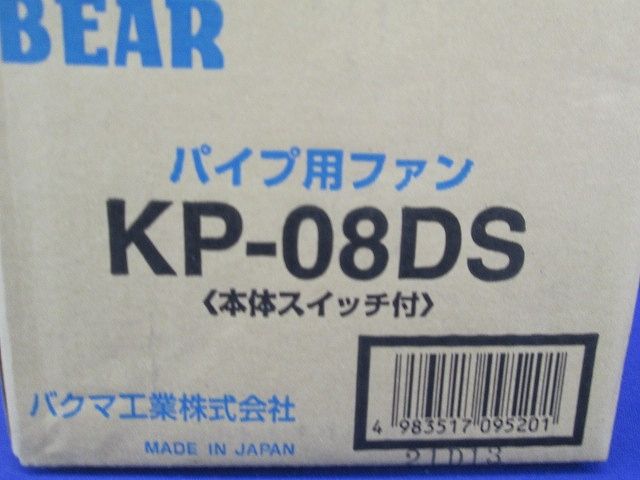 BEAR
パイプ用ファン
KP-08DS
〈本体スイッチ付〉
バクマ工業株式会社
MADE IN JAPAN
4 983517 095201
21D13